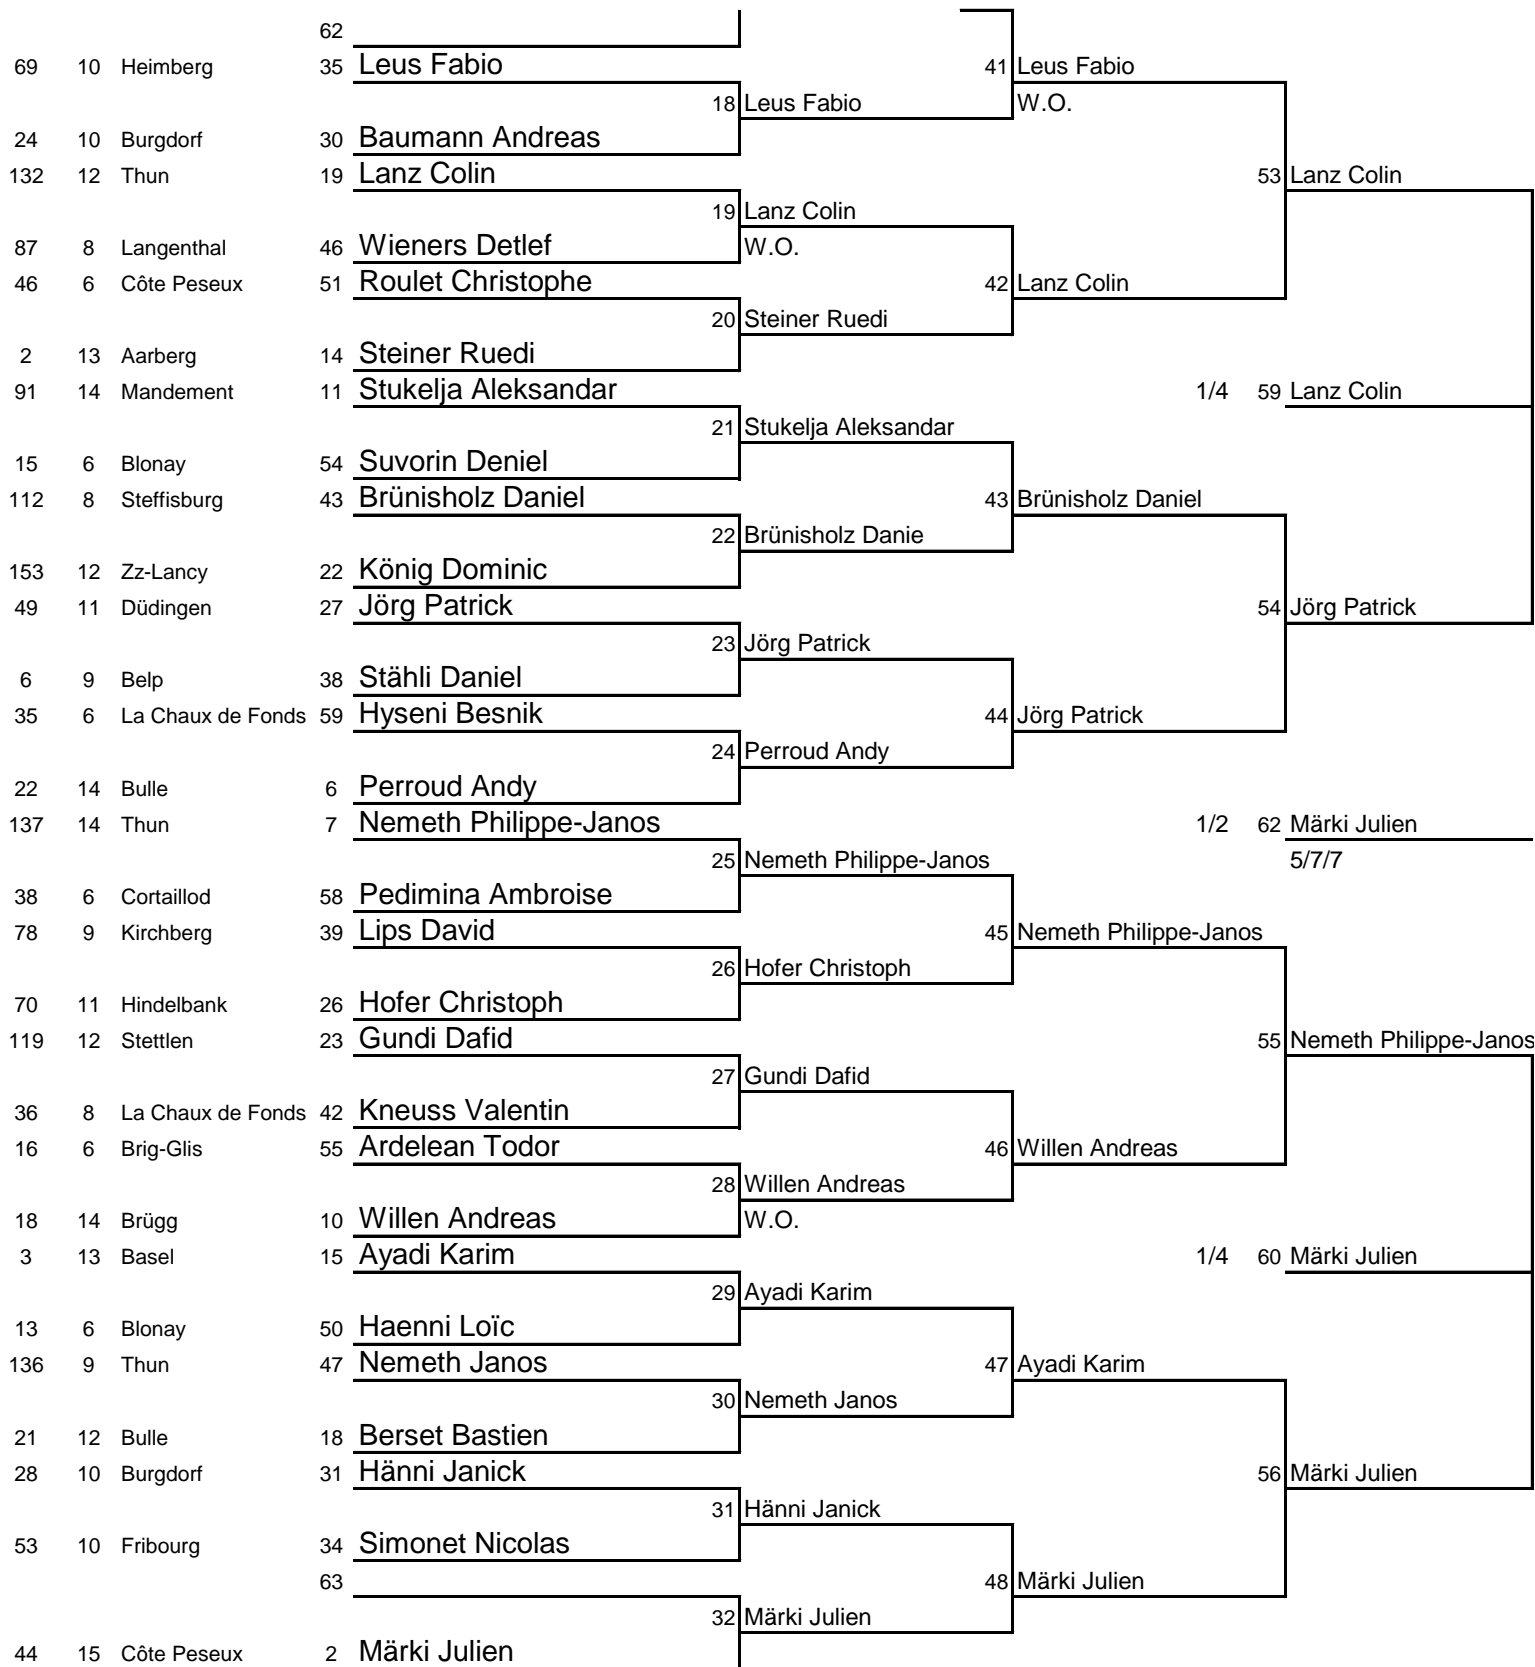 62
69 10 Heimberg 35 Leus Fabio 41 Leus Fabio
18 Leus Fabio W.O.
24 10 Burgdorf 30 Baumann Andreas
132 12 Thun 19 Lanz Colin 53 Lanz Colin
19 Lanz Colin
87 8 Langenthal 46 Wieners Detlef W.O.
46 6 Côte Peseux 51 Roulet Christophe 42 Lanz Colin
20 Steiner Ruedi
2 13 Aarberg 14 Steiner Ruedi
91 14 Mandement 11 Stukelja Aleksandar 1/4 59 Lanz Colin
21 Stukelja Aleksandar
15 6 Blonay 54 Suvorin Deniel
112 8 Steffisburg 43 Brünisholz Daniel 43 Brünisholz Daniel
22 Brünisholz Danie
153 12 Zz-Lancy 22 König Dominic
49 11 Düdingen 27 Jörg Patrick 54 Jörg Patrick
23 Jörg Patrick
6 9 Belp 38 Stähli Daniel
35 6 La Chaux de Fonds 59 Hyseni Besnik 44 Jörg Patrick
24 Perroud Andy
22 14 Bulle 6 Perroud Andy
137 14 Thun 7 Nemeth Philippe-Janos 1/2 62 Märki Julien
25 Nemeth Philippe-Janos 5/7/7
38 6 Cortaillod 58 Pedimina Ambroise
78 9 Kirchberg 39 Lips David 45 Nemeth Philippe-Janos
26 Hofer Christoph
70 11 Hindelbank 26 Hofer Christoph
119 12 Stettlen 23 Gundi Dafid 55 Nemeth Philippe-Janos
27 Gundi Dafid
36 8 La Chaux de Fonds 42 Kneuss Valentin
16 6 Brig-Glis 55 Ardelean Todor 46 Willen Andreas
28 Willen Andreas
18 14 Brügg 10 Willen Andreas W.O.
3 13 Basel 15 Ayadi Karim 1/4 60 Märki Julien
29 Ayadi Karim
13 6 Blonay 50 Haenni Loïc
136 9 Thun 47 Nemeth Janos 47 Ayadi Karim
30 Nemeth Janos
21 12 Bulle 18 Berset Bastien
28 10 Burgdorf 31 Hänni Janick 56 Märki Julien
31 Hänni Janick
53 10 Fribourg 34 Simonet Nicolas
63 48 Märki Julien
32 Märki Julien
44 15 Côte Peseux 2 Märki Julien